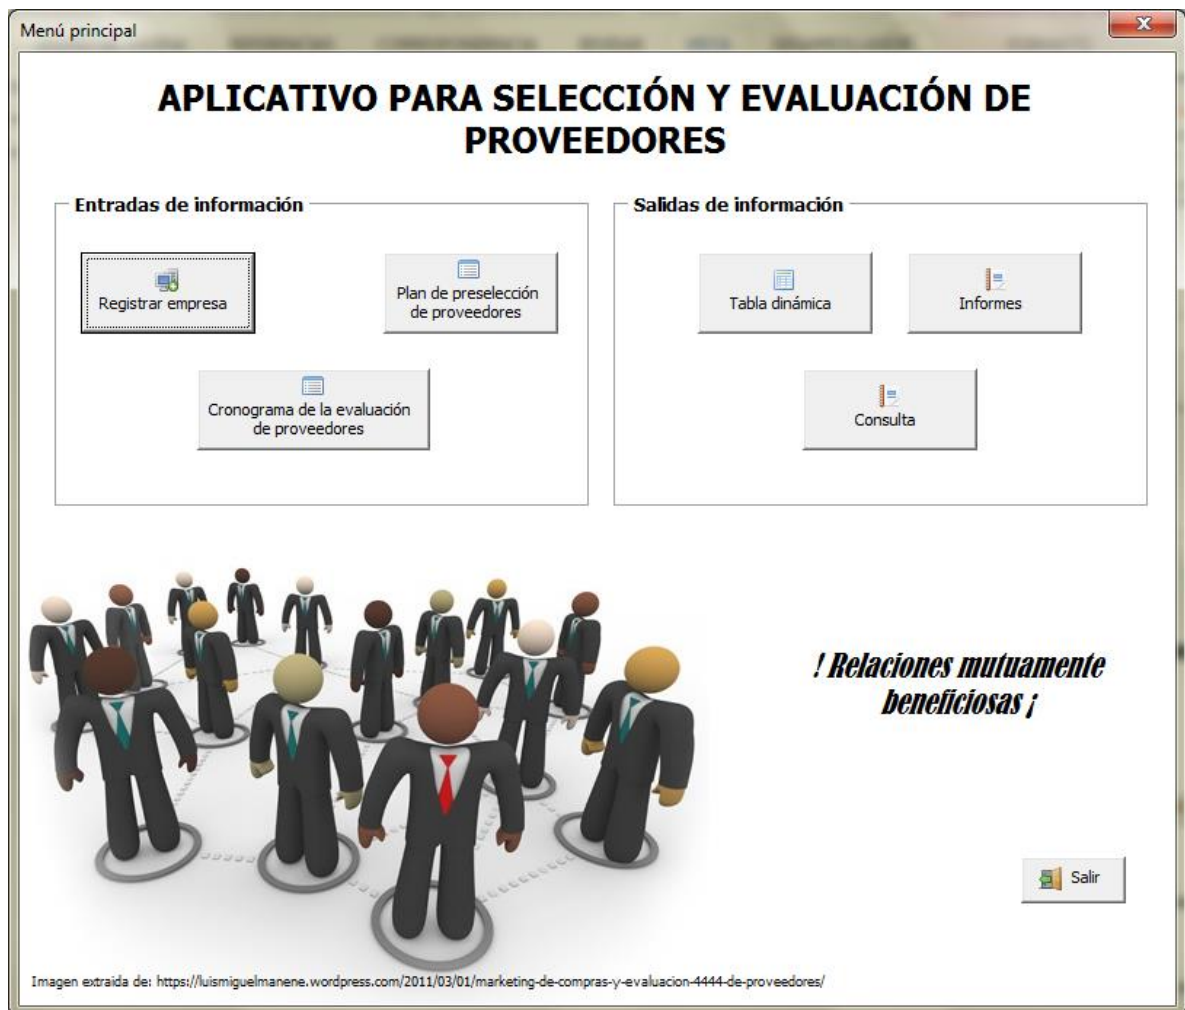 Menú principal
APLICATIVO PARA SELECCIÓN Y EVALUACIÓN DE
PROVEEDORES
Entradas de información
Registrar empresa
Plan de preselección
de proveedores
Cronograma de la evaluación
de proveedores
Salidas de información
Tabla dinámica
Informes
Consulta
! Relaciones mutuamente
beneficiosas ¡
Salir
Imagen extraida de: https://luismiguelmanene.wordpress.com/2011/03/01/marketing-de-compras-y-evaluacion-4444-de-proveedores/